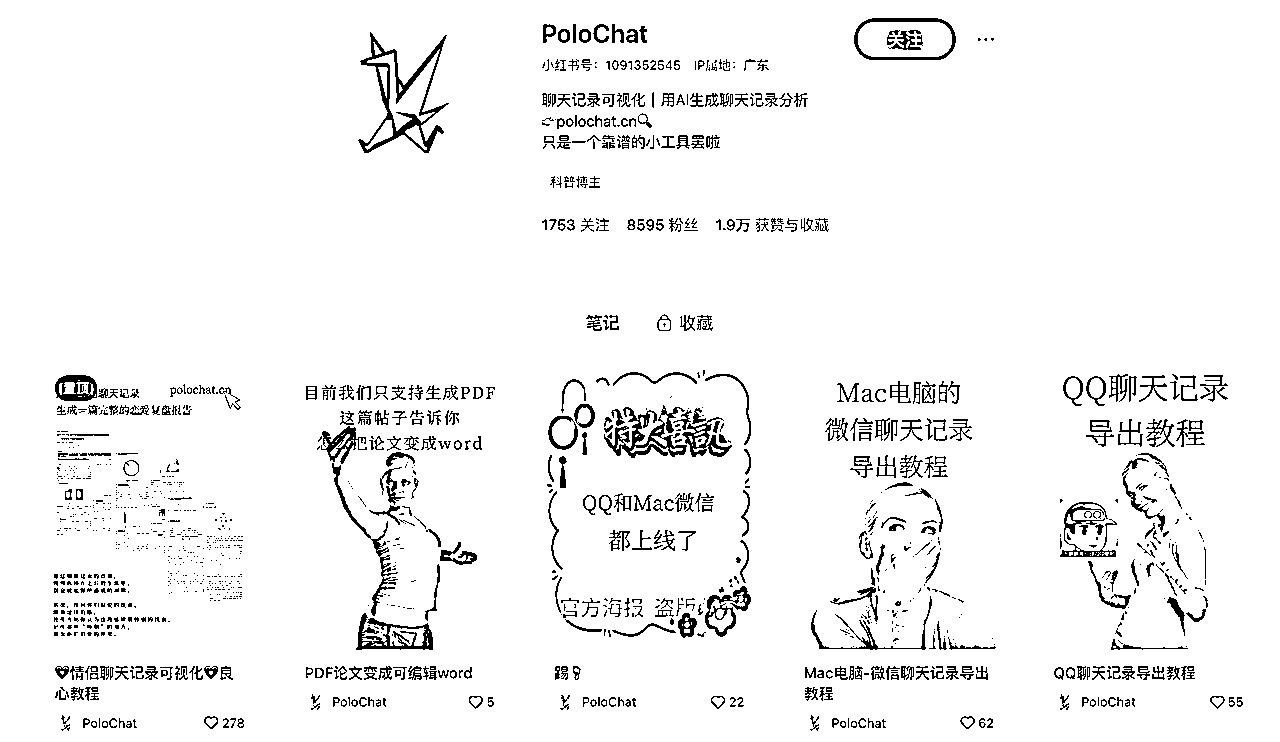 PoloChat
关注
小红书号：1091352545 IP属地：广东
聊天记录可视化｜用AI生成聊天记录分析
👉polochat.cn🔍
只是一个靠谱的小工具罢啦
科普博主
1753 关注 8595 粉丝 1.9万 获赞与收藏
笔记 收藏
置顶
聊天记录
polochat.cn
生成一篇完整的恋爱复盘报告
💗情侣聊天记录可视化💗良
心教程
PoloChat 278
目前我们只支持生成PDF
这篇帖子告诉你
怎么把论文变成word
PDF论文变成可编辑word
PoloChat 5
特大喜讯
QQ和Mac微信
都上线了
官方海报 盗版
PoloChat 22
Mac电脑的
微信聊天记录
导出教程
Mac电脑-微信聊天记录导出
教程
PoloChat 62
QQ聊天记录
导出教程
QQ聊天记录导出教程
PoloChat 55